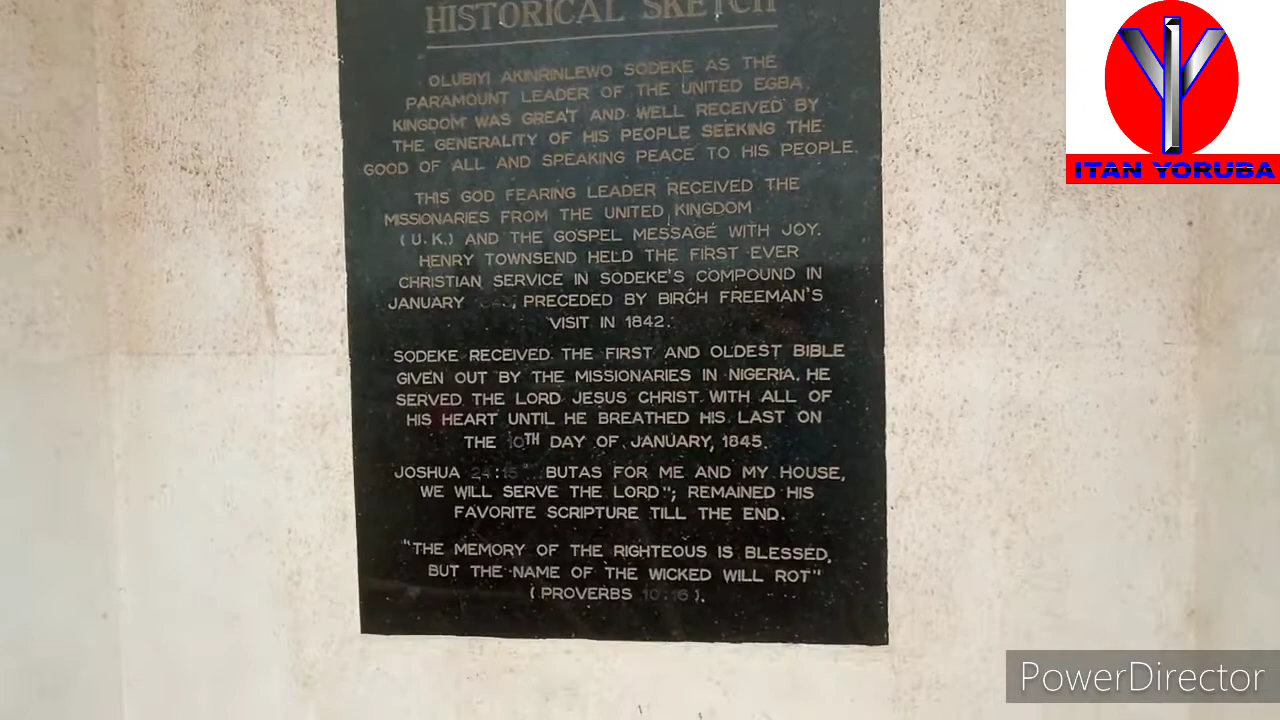 HISTORICAL SKETCH
OLUBIYI AKINRINLEWO SODEKE AS THE
PARAMOUNT LEADER OF THE UNITED EGBA
KINGDOM WAS GREAT AND WELL RECEIVED BY
THE GENERALITY OF HIS PEOPLE SEEKING THE
GOOD OF ALL AND SPEAKING PEACE TO HIS PEOPLE.
THIS GOD FEARING LEADER RECEIVED THE
MISSIONARIES FROM THE UNITED KINGDOM
(U.K.) AND THE GOSPEL MESSAGE WITH JOY.
HENRY TOWNSEND HELD THE FIRST EVER
CHRISTIAN SERVICE IN SODEKE'S COMPOUND IN
JANUARY , PRECEDED BY BIRCH FREEMAN'S
VISIT IN 1842.
SODEKE RECEIVED THE FIRST AND OLDEST BIBLE
GIVEN OUT BY THE MISSIONARIES IN NIGERIA. HE
SERVED THE LORD JESUS CHRIST WITH ALL OF
HIS HEART UNTIL HE BREATHED HIS LAST ON
THE 10TH DAY OF JANUARY, 1845.
JOSHUA 24:15 "... BUTAS FOR ME AND MY HOUSE,
WE WILL SERVE THE LORD"; REMAINED HIS
FAVORITE SCRIPTURE TILL THE END.
"THE MEMORY OF THE RIGHTEOUS IS BLESSED,
BUT THE NAME OF THE WICKED WILL ROT"
(PROVERBS ).
ITAN YORUBA
PowerDirector